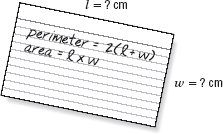 l = ? cm
perimeter = 2(l + w)
area = l x w
w = ? cm